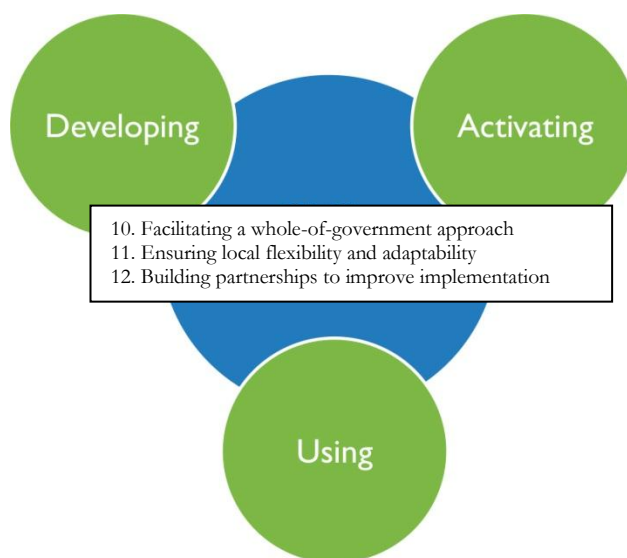 Developing
Activating
10. Facilitating a whole-of-government approach
11. Ensuring local flexibility and adaptability
12. Building partnerships to improve implementation
Using